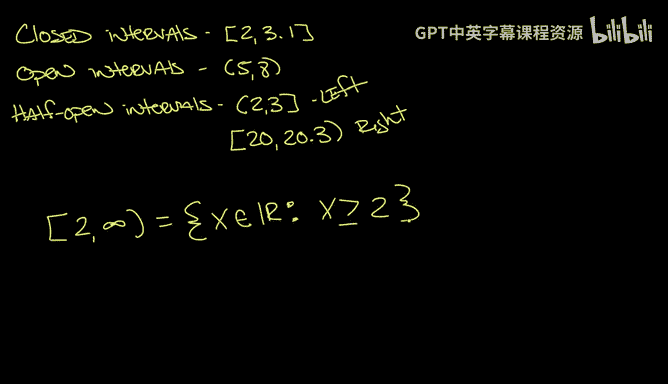 CLOSED INTERVALS - [2, 3.1]
GPT中英字幕课程资源 bilibili
OPEN INTERVALS - (5,8)
HALF-OPEN INTERVALS - (2,3] - Left
[20, 20.3) Right
[2,∞) = {X∈ℝ: X≥2}